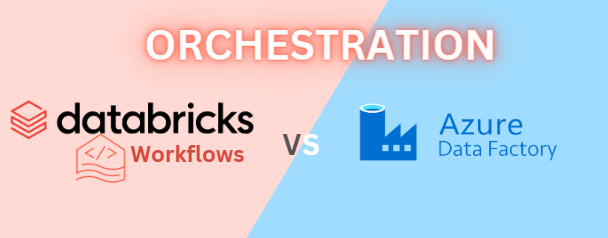 ORCHESTRATION
databricks
</> Workflows
VS
Azure
Data Factory